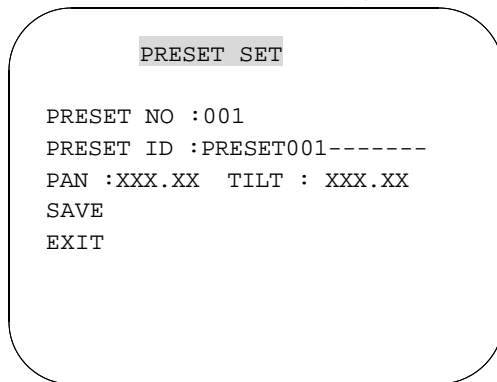 PRESET SET
PRESET NO :001
PRESET ID :PRESET001-------
PAN :XXX.XX TILT : XXX.XX
SAVE
EXIT